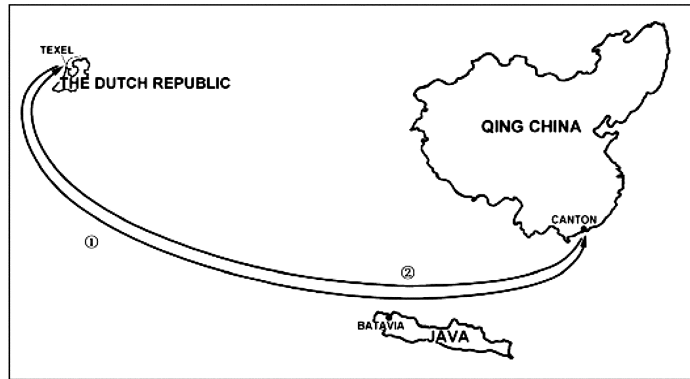 TEXEL
THE DUTCH REPUBLIC
QING CHINA
CANTON
①
②
BATAVIA
JAVA